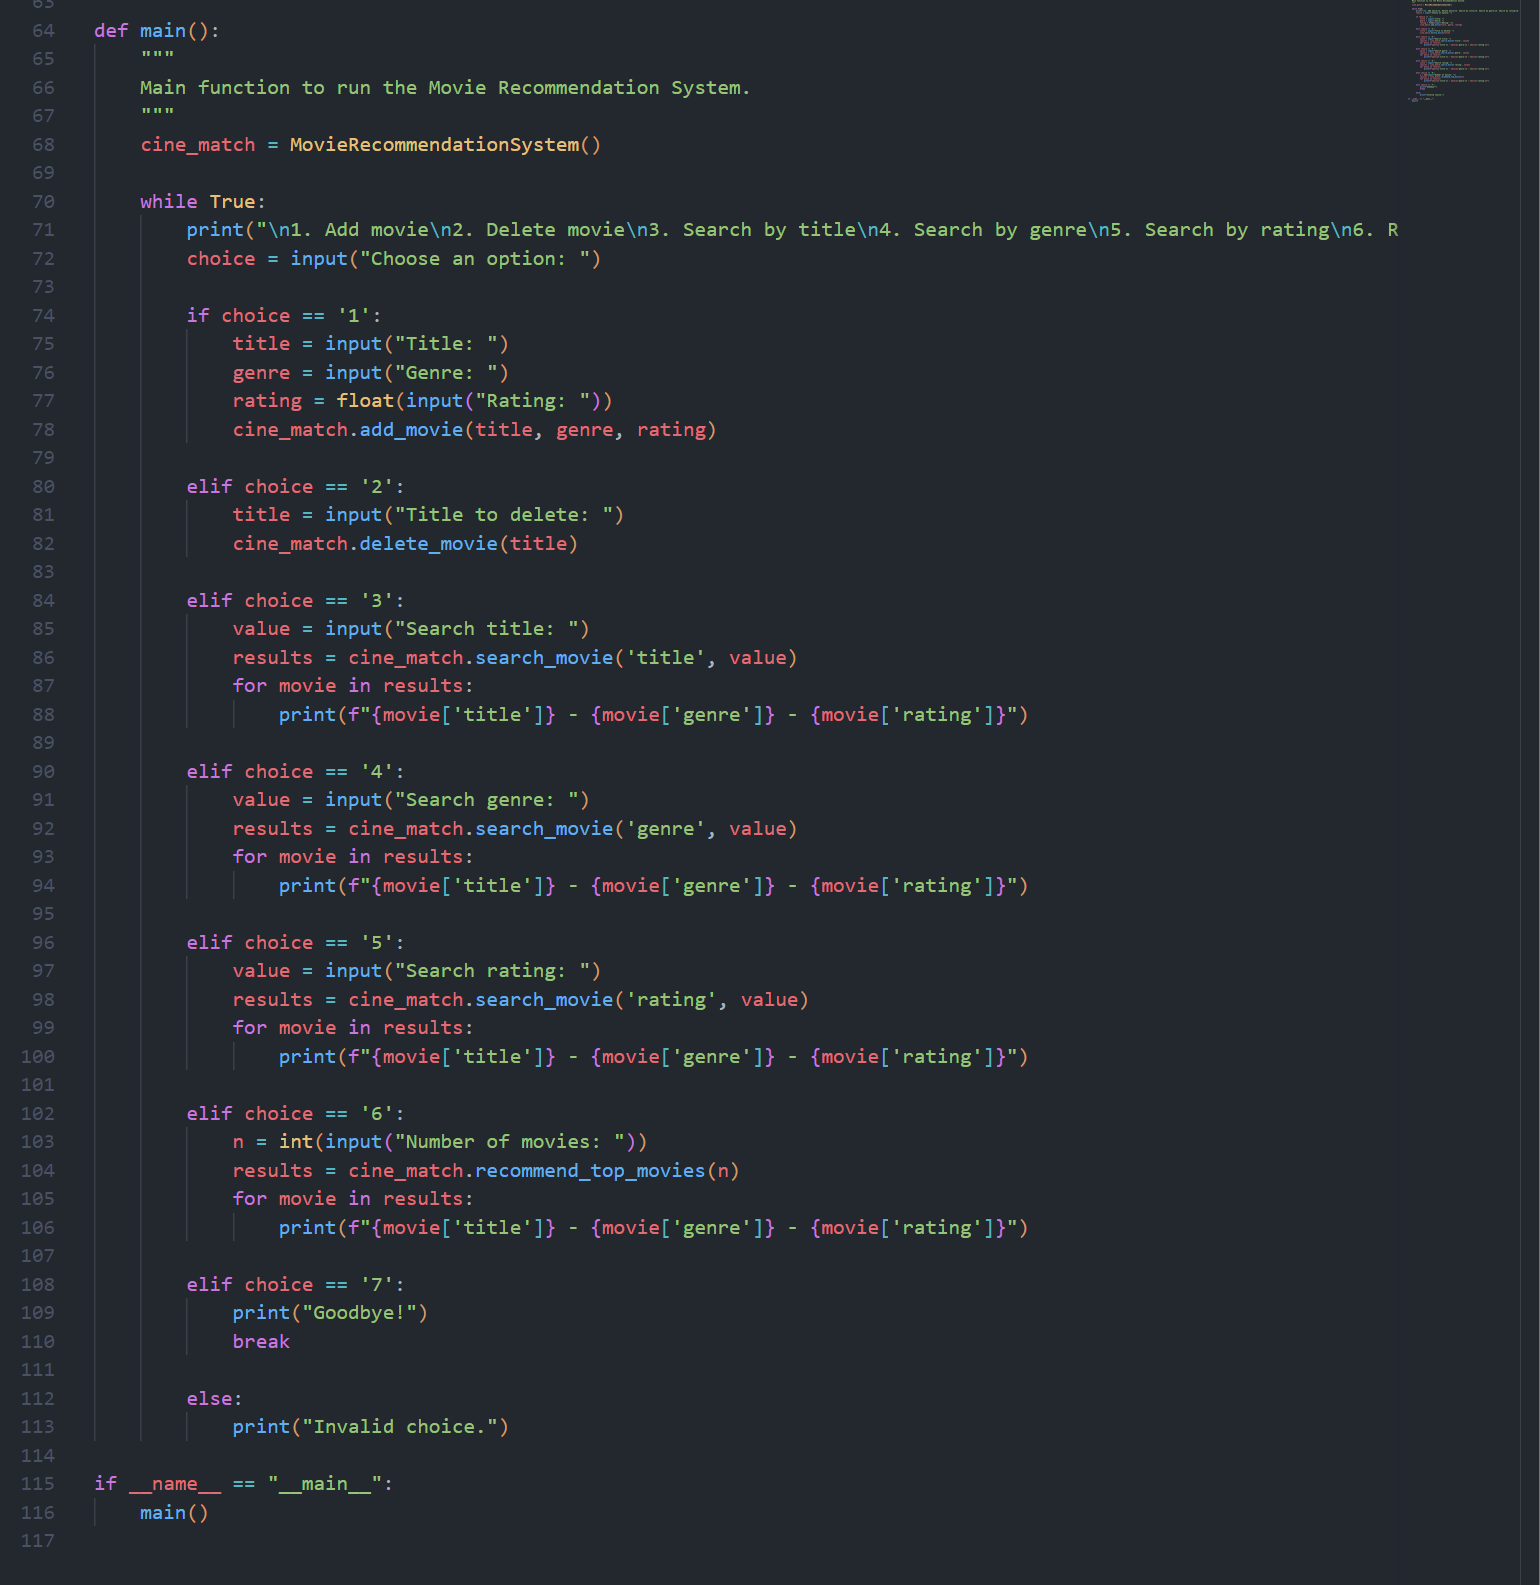 63
64 def main():
65     """
66     Main function to run the Movie Recommendation System.
67     """
68     cine_match = MovieRecommendationSystem()
69
70     while True:
71         print("\n1. Add movie\n2. Delete movie\n3. Search by title\n4. Search by genre\n5. Search by rating\n6. R
72         choice = input("Choose an option: ")
73
74         if choice == '1':
75             title = input("Title: ")
76             genre = input("Genre: ")
77             rating = float(input("Rating: "))
78             cine_match.add_movie(title, genre, rating)
79
80         elif choice == '2':
81             title = input("Title to delete: ")
82             cine_match.delete_movie(title)
83
84         elif choice == '3':
85             value = input("Search title: ")
86             results = cine_match.search_movie('title', value)
87             for movie in results:
88                 print(f"{movie['title']} - {movie['genre']} - {movie['rating']}")
89
90         elif choice == '4':
91             value = input("Search genre: ")
92             results = cine_match.search_movie('genre', value)
93             for movie in results:
94                 print(f"{movie['title']} - {movie['genre']} - {movie['rating']}")
95
96         elif choice == '5':
97             value = input("Search rating: ")
98             results = cine_match.search_movie('rating', value)
99             for movie in results:
100                 print(f"{movie['title']} - {movie['genre']} - {movie['rating']}")
101
102         elif choice == '6':
103             n = int(input("Number of movies: "))
104             results = cine_match.recommend_top_movies(n)
105             for movie in results:
106                 print(f"{movie['title']} - {movie['genre']} - {movie['rating']}")
107
108         elif choice == '7':
109             print("Goodbye!")
110             break
111
112         else:
113             print("Invalid choice.")
114
115 if __name__ == "__main__":
116     main()
117